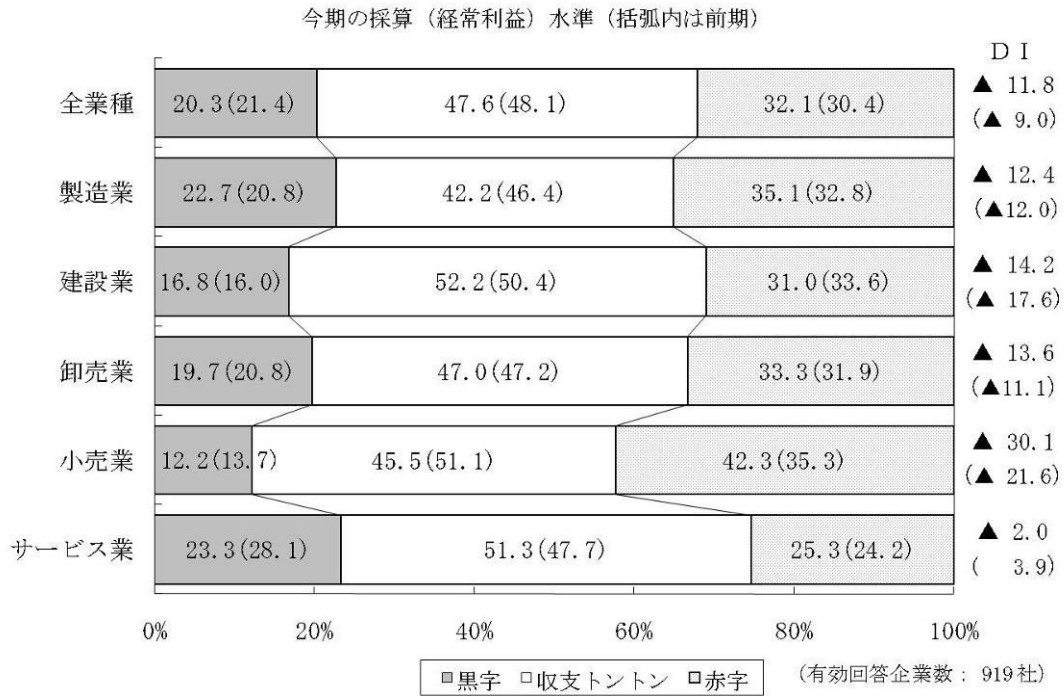 今期の採算（経常利益）水準（括弧内は前期）
ＤＩ
全業種 20.3(21.4) 47.6(48.1) 32.1(30.4) ▲ 11.8
(▲ 9.0)
製造業 22.7(20.8) 42.2(46.4) 35.1(32.8) ▲ 12.4
(▲12.0)
建設業 16.8(16.0) 52.2(50.4) 31.0(33.6) ▲ 14.2
(▲ 17.6)
卸売業 19.7(20.8) 47.0(47.2) 33.3(31.9) ▲ 13.6
(▲11.1)
小売業 12.2(13.7) 45.5(51.1) 42.3(35.3) ▲ 30.1
(▲ 21.6)
サービス業 23.3(28.1) 51.3(47.7) 25.3(24.2) ▲ 2.0
( 3.9)
0% 20% 40% 60% 80% 100%
黒字 収支トントン 赤字 （有効回答企業数： 919社）